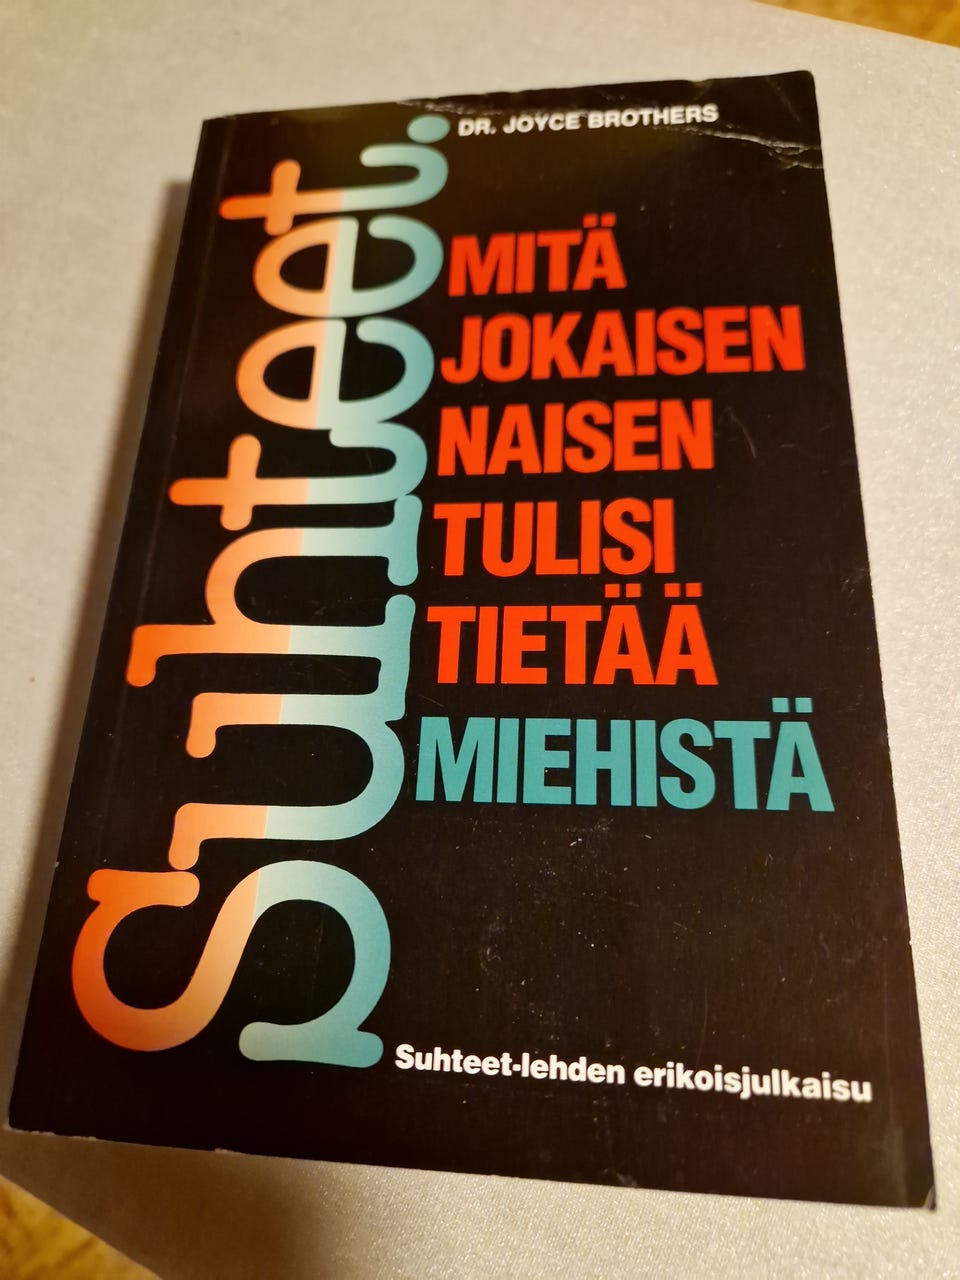 DR. JOYCE BROTHERS
Suhteet.
MITÄ
JOKAISEN
NAISEN
TULISI
TIETÄÄ
MIEHISTÄ
Suhteet-lehden erikoisjulkaisu